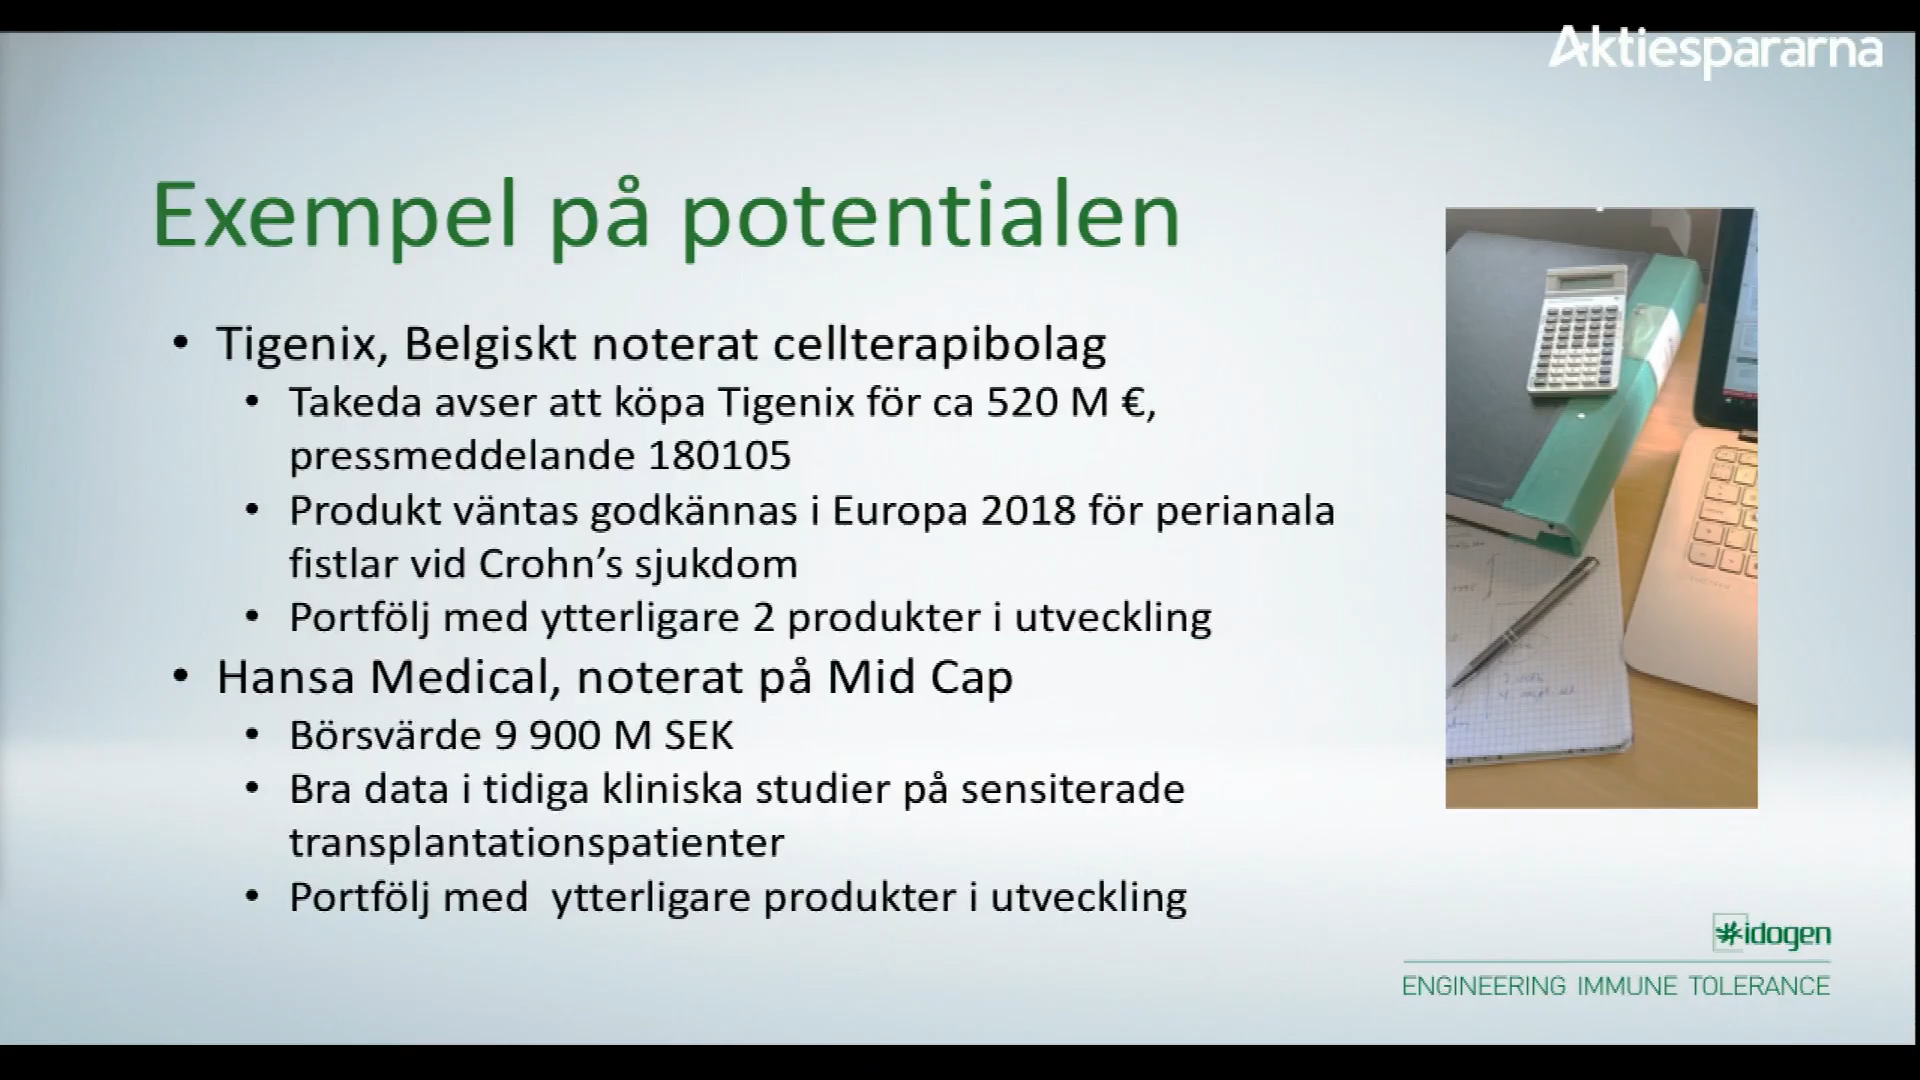 Aktiespararna
Exempel på potentialen
• Tigenix, Belgiskt noterat cellterapibolag
• Takeda avser att köpa Tigenix för ca 520 M €,
pressmeddelande 180105
• Produkt väntas godkännas i Europa 2018 för perianala
fistlar vid Crohn’s sjukdom
• Portfölj med ytterligare 2 produkter i utveckling
• Hansa Medical, noterat på Mid Cap
• Börsvärde 9 900 M SEK
• Bra data i tidiga kliniska studier på sensiterade
transplantationspatienter
• Portfölj med  ytterligare produkter i utveckling
idogen
ENGINEERING IMMUNE TOLERANCE